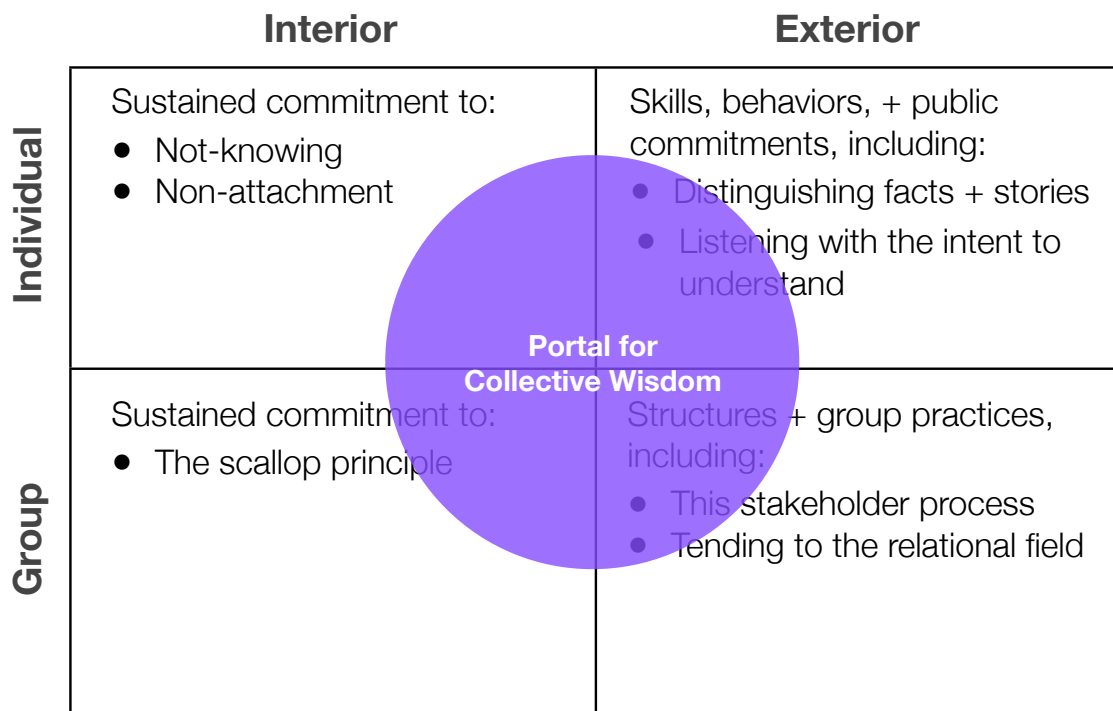 Interior
Exterior
Individual
Sustained commitment to:
● Not-knowing
● Non-attachment
Skills, behaviors, + public
commitments, including:
● Distinguishing facts + stories
● Listening with the intent to
understand
Portal for
Collective Wisdom
Group
Sustained commitment to:
● The scallop principle
Structures + group practices,
including:
● This stakeholder process
● Tending to the relational field